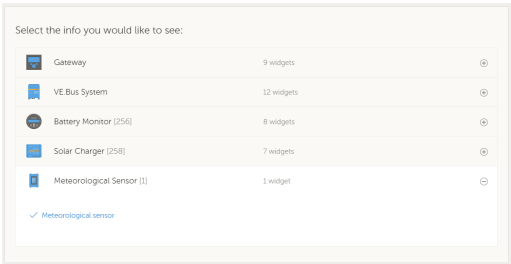 Select the info you would like to see:
Gateway 9 widgets
VE.Bus System 12 widgets
Battery Monitor [256] 8 widgets
Solar Charger [258] 7 widgets
Meteorological Sensor [1] 1 widget
Meteorological sensor